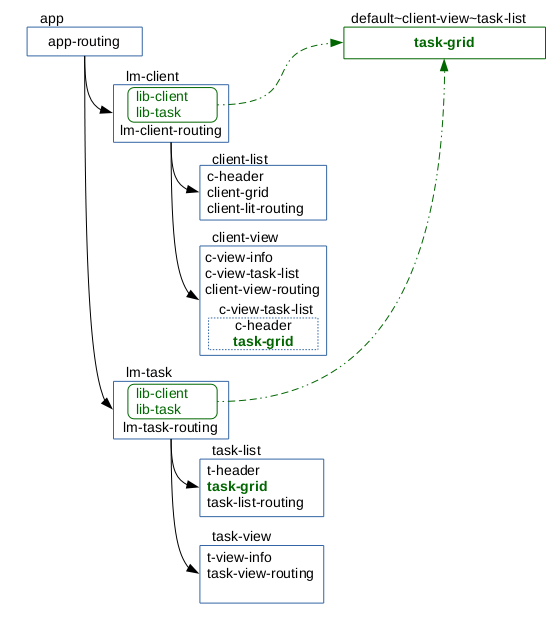 app
app-routing
default~client-view~task-list
task-grid
lm-client
lib-client
lib-task
lm-client-routing
client-list
c-header
client-grid
client-lit-routing
client-view
c-view-info
c-view-task-list
client-view-routing
c-view-task-list
c-header
task-grid
lm-task
lib-client
lib-task
lm-task-routing
task-list
t-header
task-grid
task-list-routing
task-view
t-view-info
task-view-routing